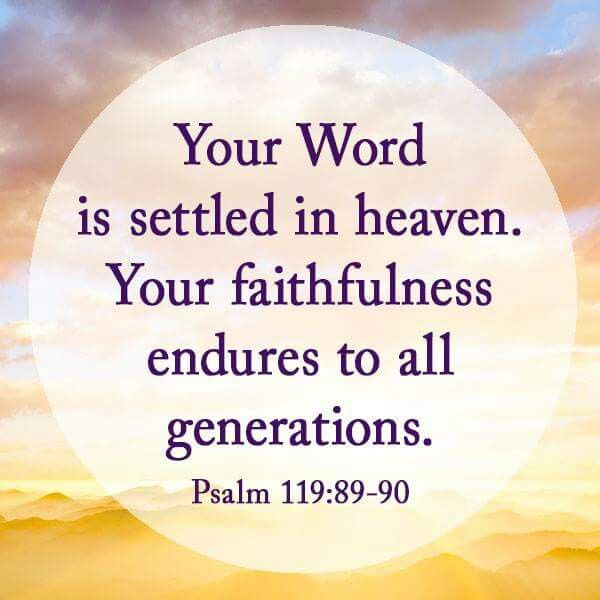 Your Word
is settled in heaven.
Your faithfulness
endures to all
generations.
Psalm 119:89-90